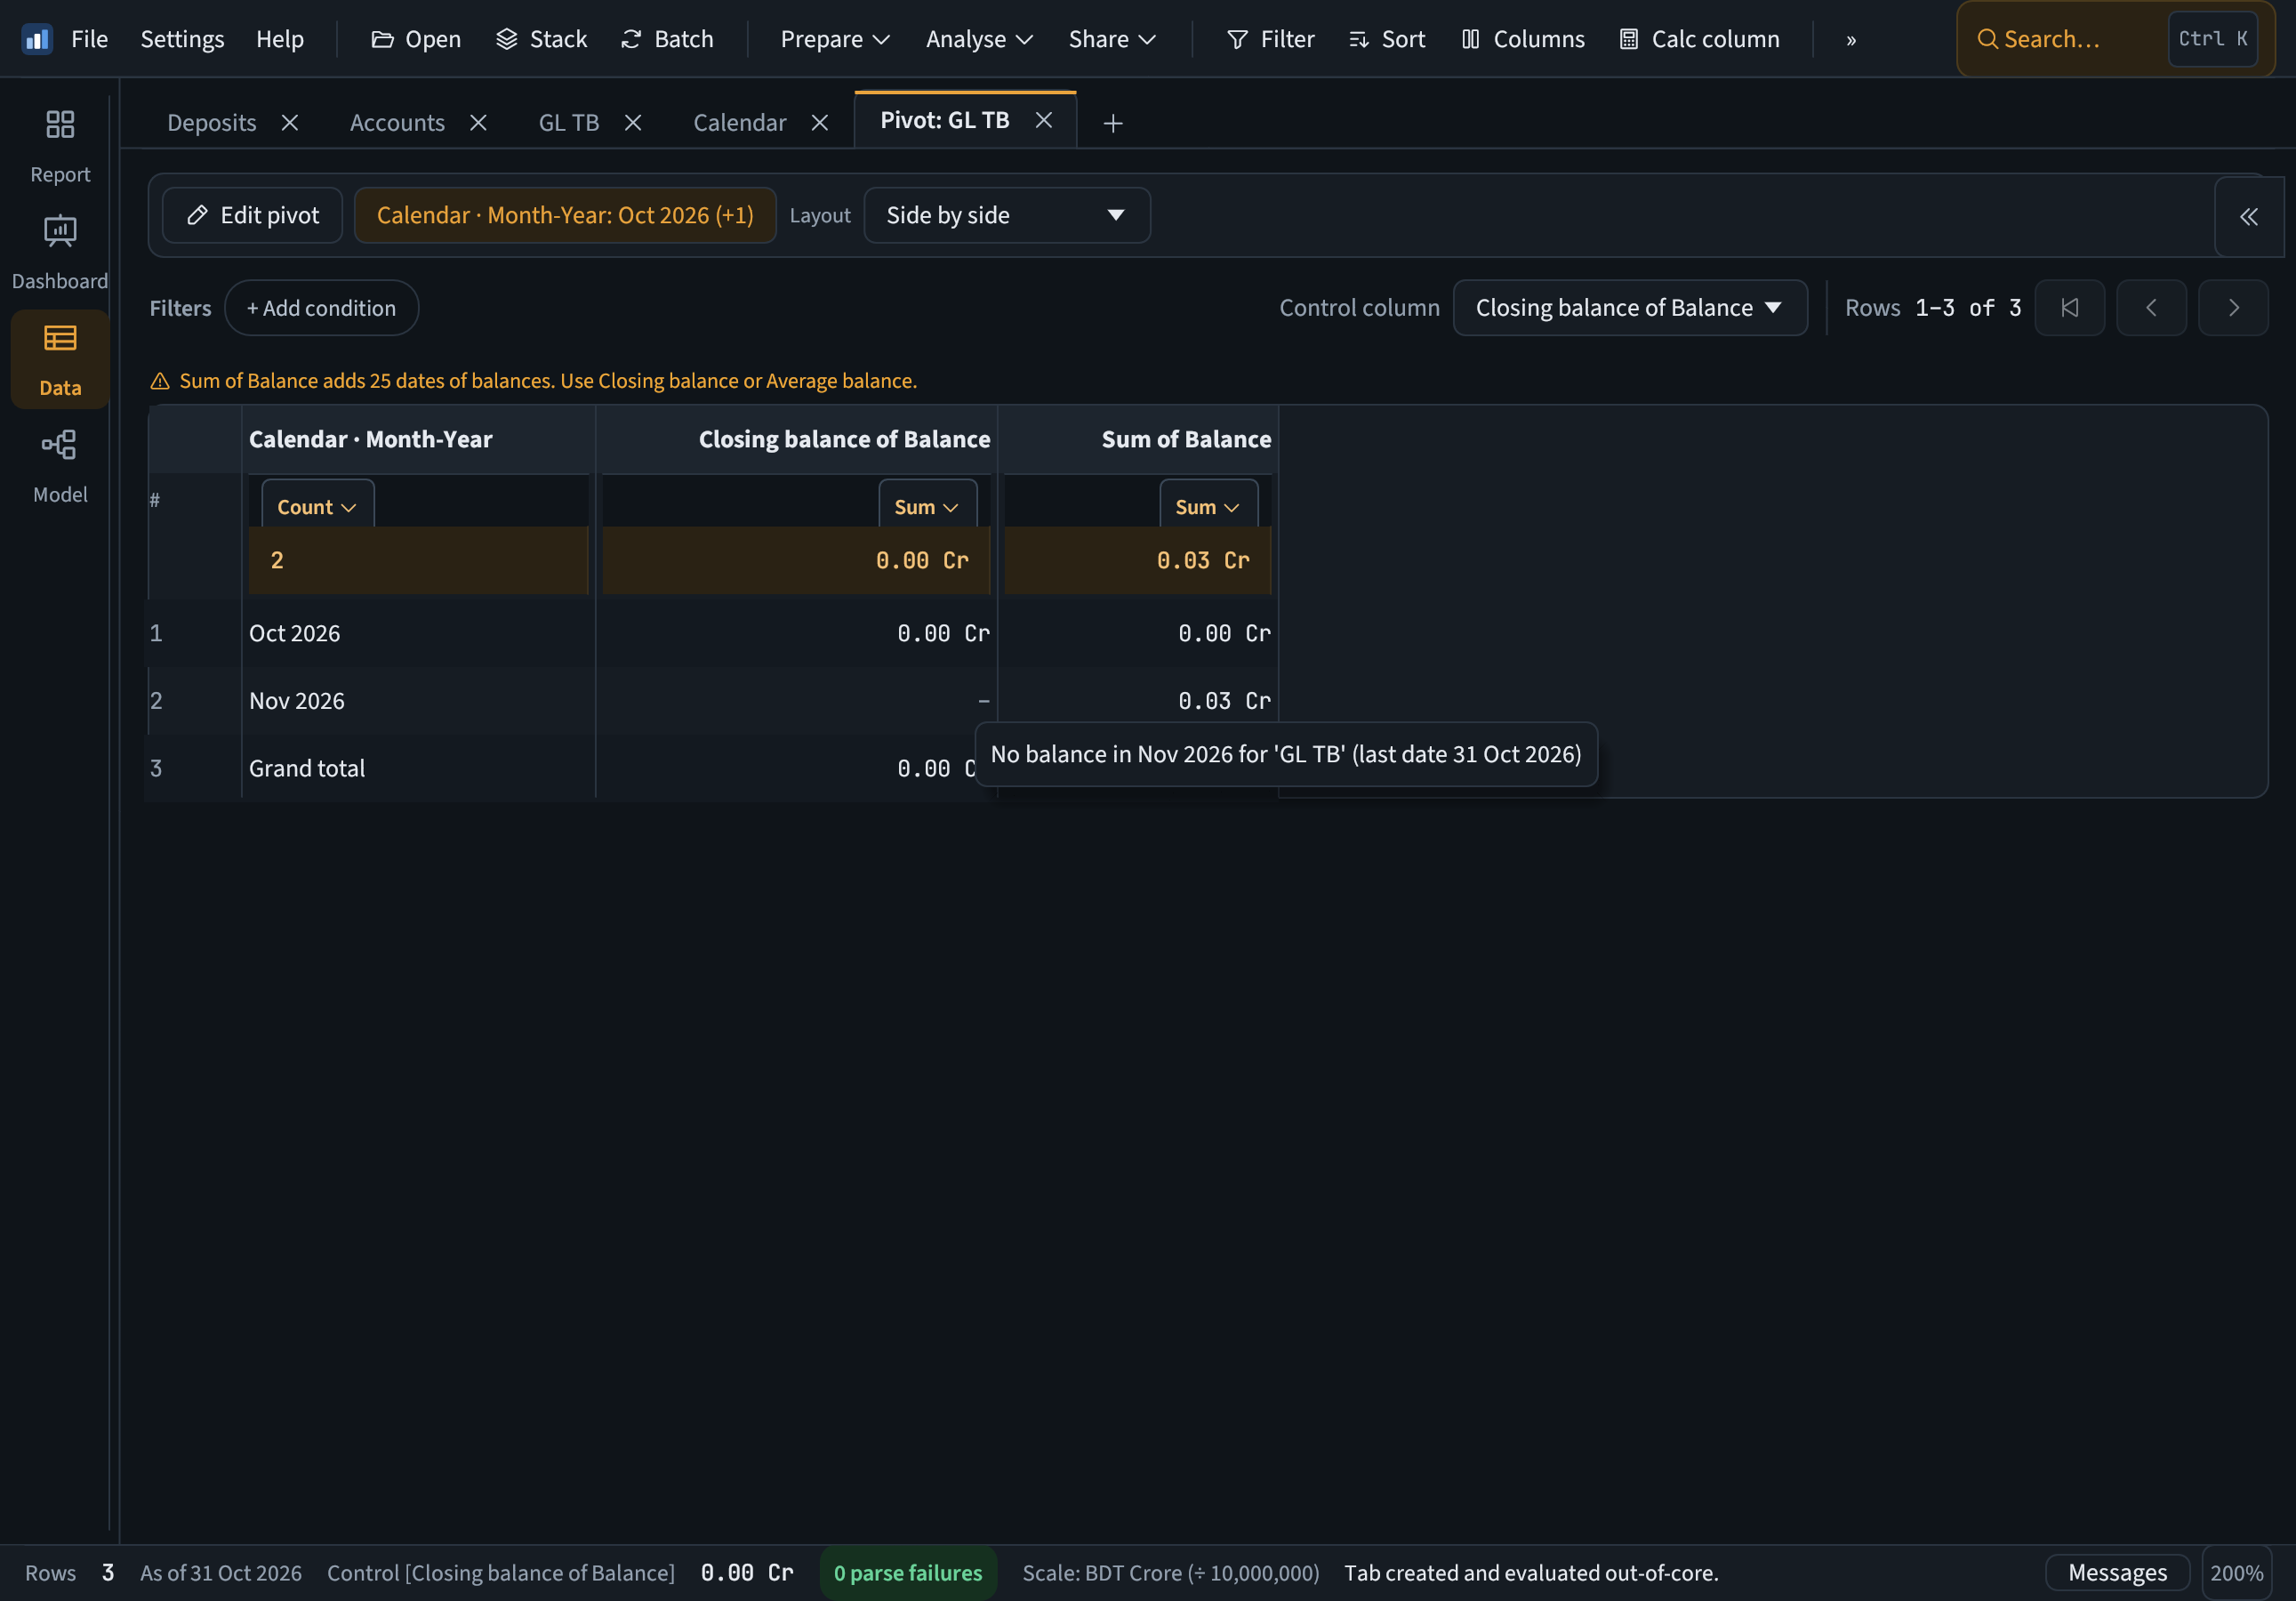 File Settings Help Open Stack Batch Prepare Analyse Share Filter Sort Columns Calc column » Search… Ctrl K
Deposits Accounts GL TB Calendar Pivot: GL TB
Report
Dashboard
Data
Model
Edit pivot Calendar · Month-Year: Oct 2026 (+1) Layout Side by side
Filters + Add condition Control column Closing balance of Balance Rows 1–3 of 3
Sum of Balance adds 25 dates of balances. Use Closing balance or Average balance.
Calendar · Month-Year Closing balance of Balance Sum of Balance
# Count Sum Sum
2 0.00 Cr 0.03 Cr
1 Oct 2026 0.00 Cr 0.00 Cr
2 Nov 2026 – 0.03 Cr
No balance in Nov 2026 for 'GL TB' (last date 31 Oct 2026)
3 Grand total 0.00
Rows 3 As of 31 Oct 2026 Control [Closing balance of Balance] 0.00 Cr 0 parse failures Scale: BDT Crore (÷ 10,000,000) Tab created and evaluated out-of-core. Messages 200%